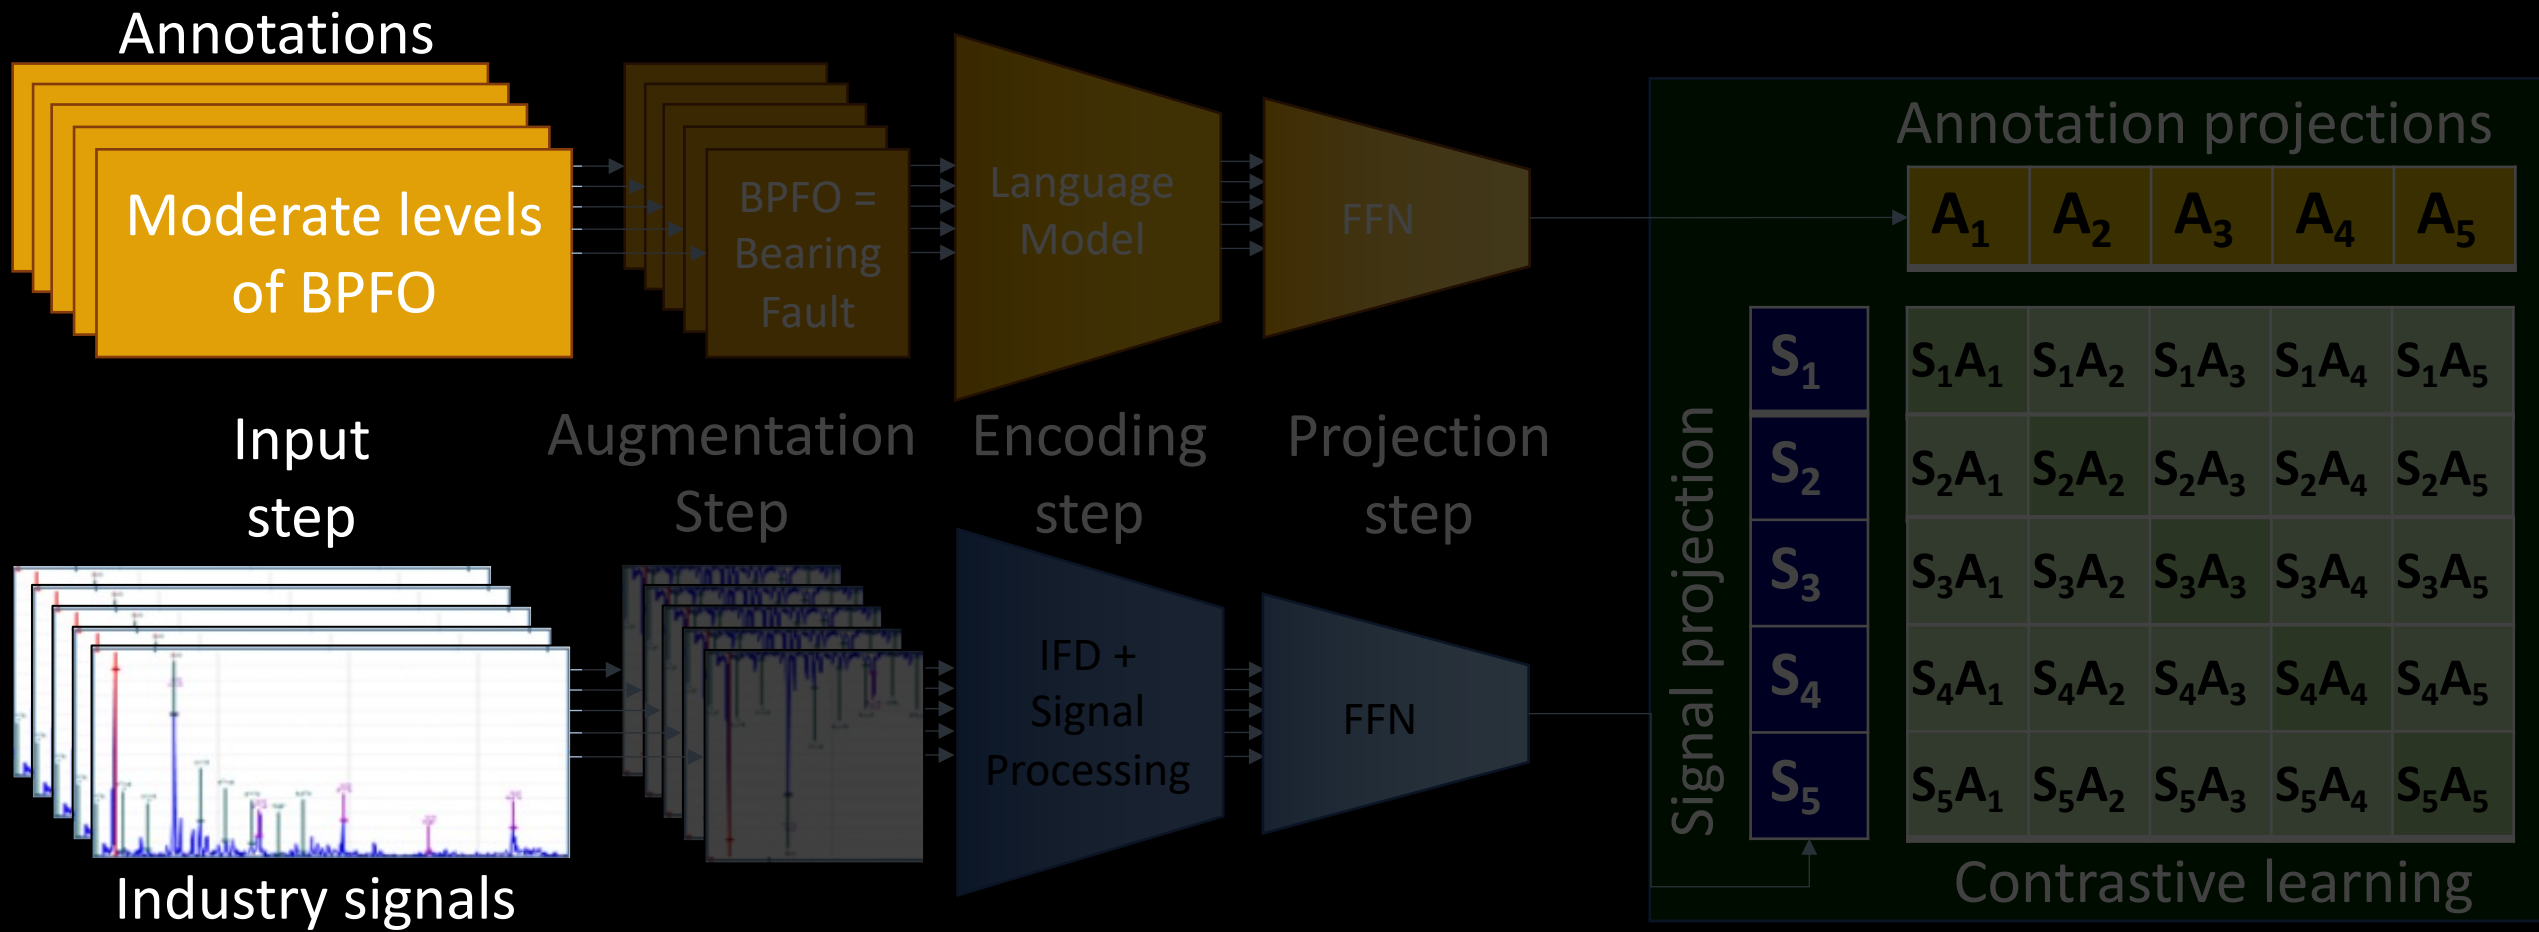 Annotations
Moderate levels
of BPFO
BPFO =
Bearing
Fault
Language
Model
FFN
Annotation projections
A1 A2 A3 A4 A5
Input
step
Augmentation
Step
Encoding
step
Projection
step
Industry signals
IFD +
Signal
Processing
FFN
Signal projection
S1
S2
S3
S4
S5
S1A1 S1A2 S1A3 S1A4 S1A5
S2A1 S2A2 S2A3 S2A4 S2A5
S3A1 S3A2 S3A3 S3A4 S3A5
S4A1 S4A2 S4A3 S4A4 S4A5
S5A1 S5A2 S5A3 S5A4 S5A5
Contrastive learning